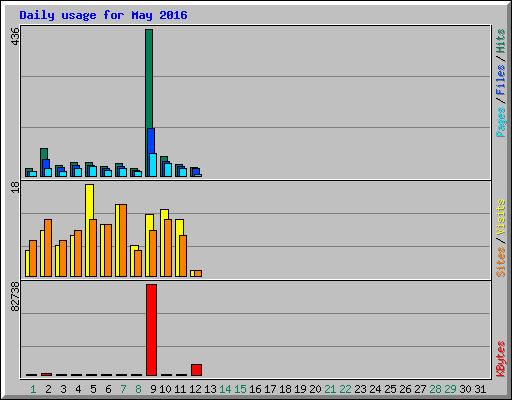 Daily usage for May 2016
436
Pages / Files / Hits
18
Sites / Visits
82738
KBytes
1 2 3 4 5 6 7 8 9 10 11 12 13 14 15 16 17 18 19 20 21 22 23 24 25 26 27 28 29 30 31